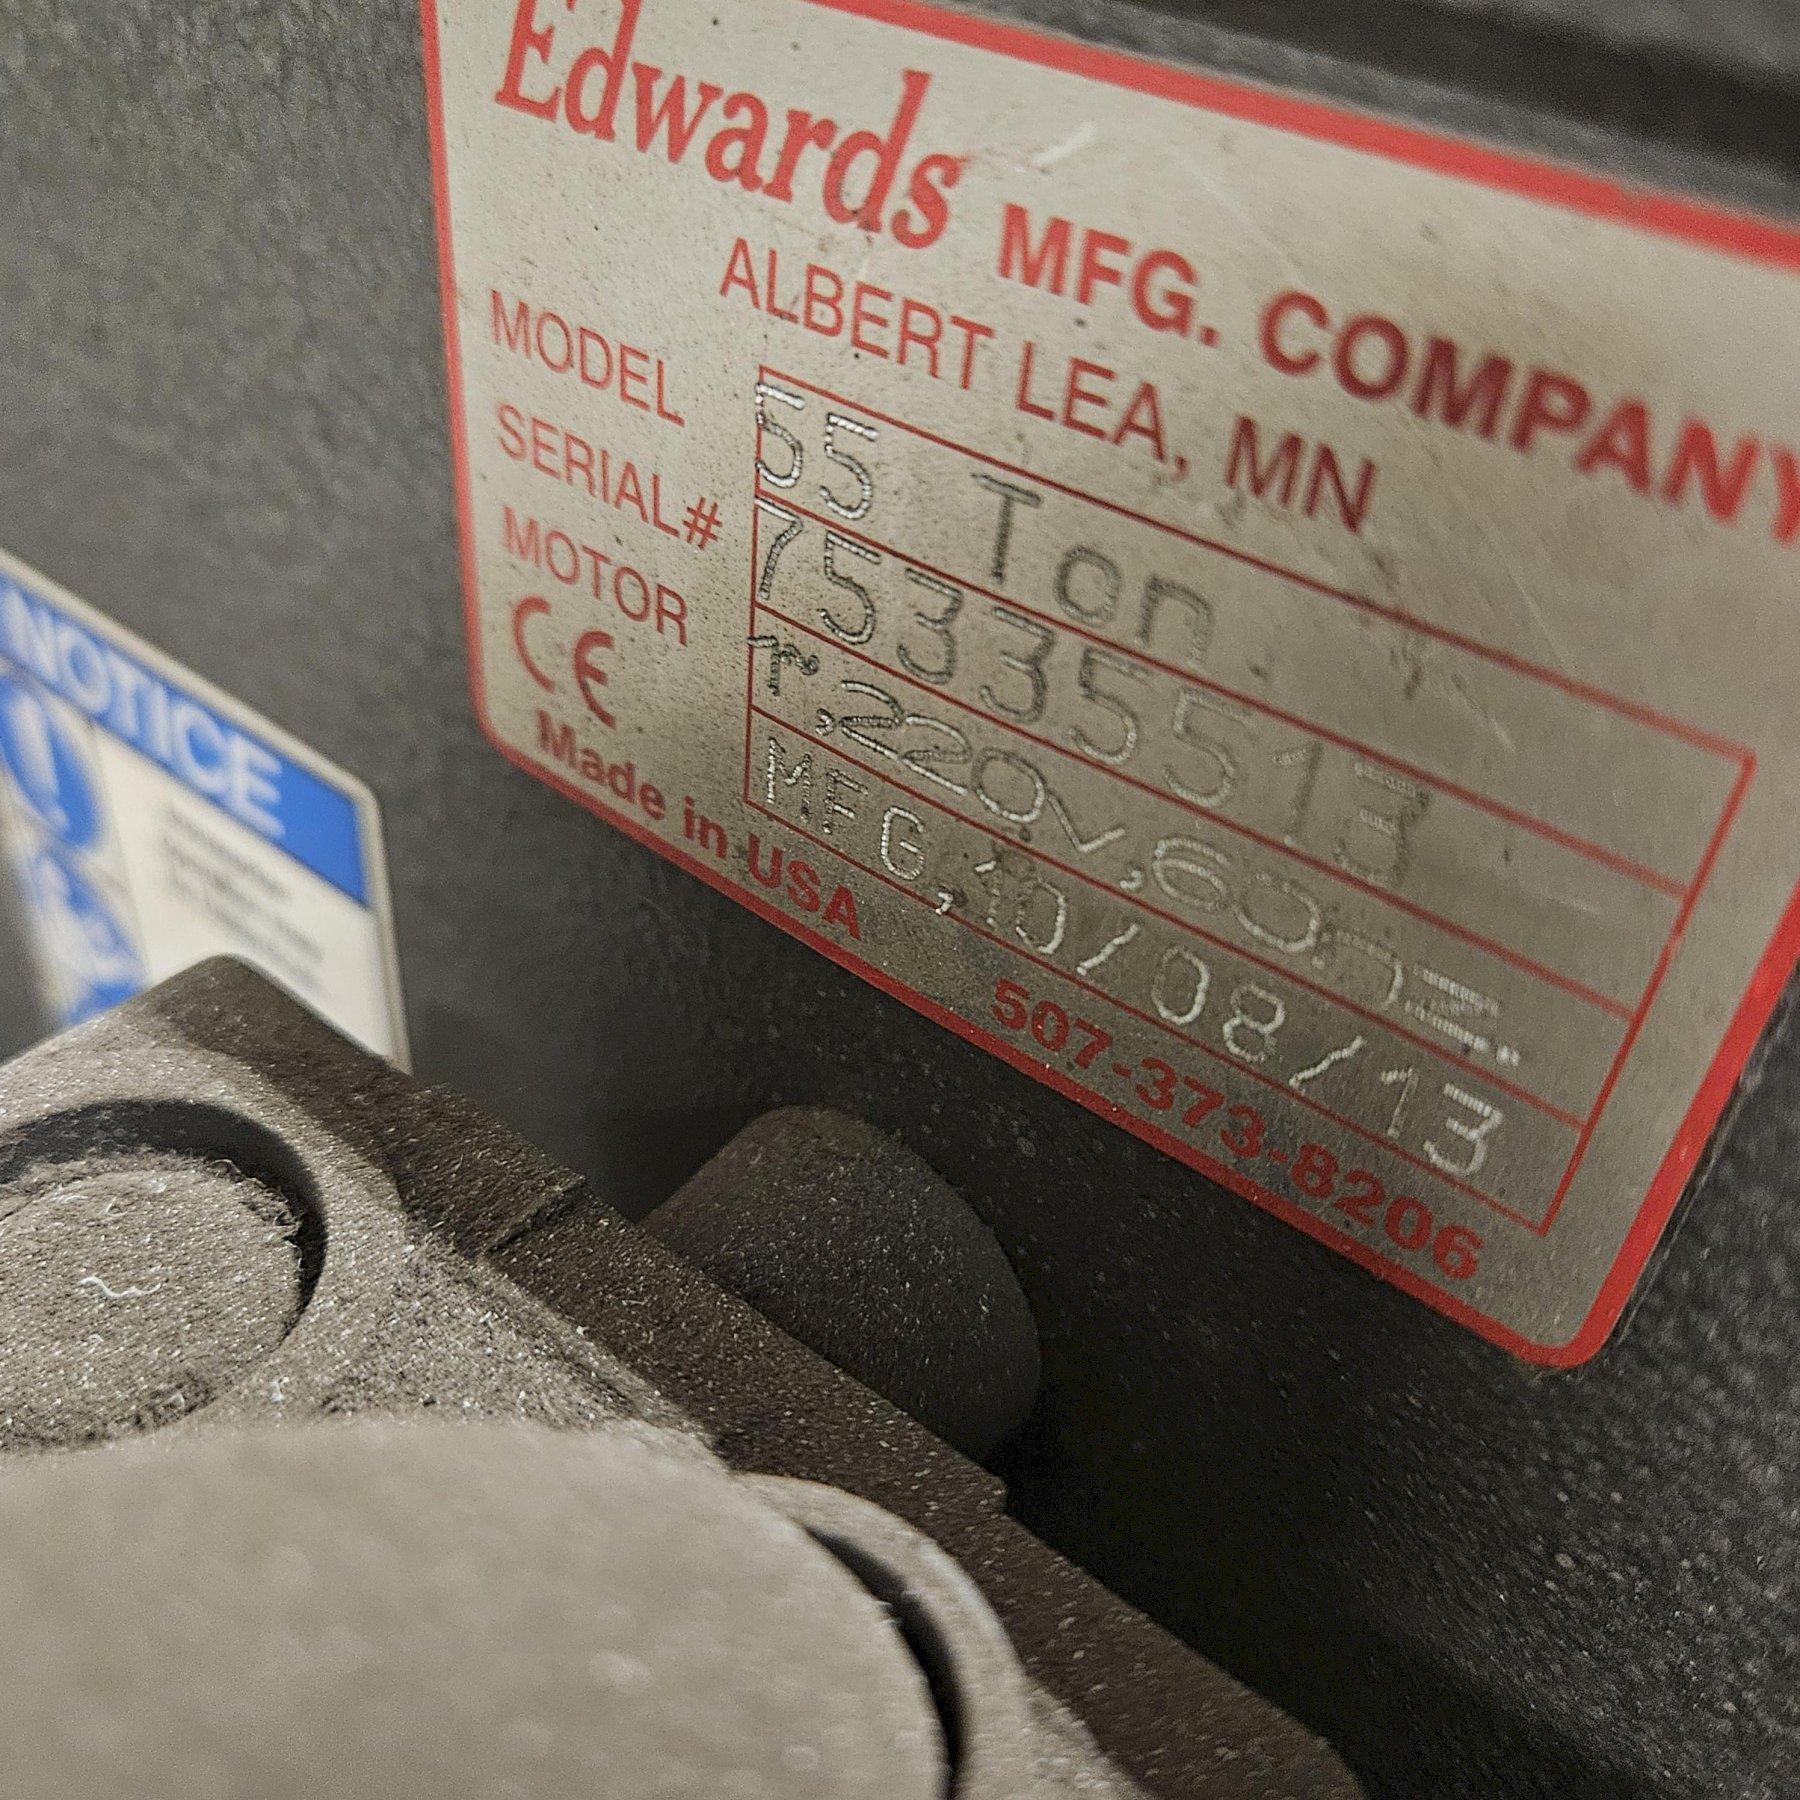 Edwards MFG. COMPANY
ALBERT LEA, MN
MODEL 55 Ton
SERIAL# 75335513
MOTOR r,220v,60hz
CE MFG,10/08/13
Made in USA 507-373-8206
NOTICE